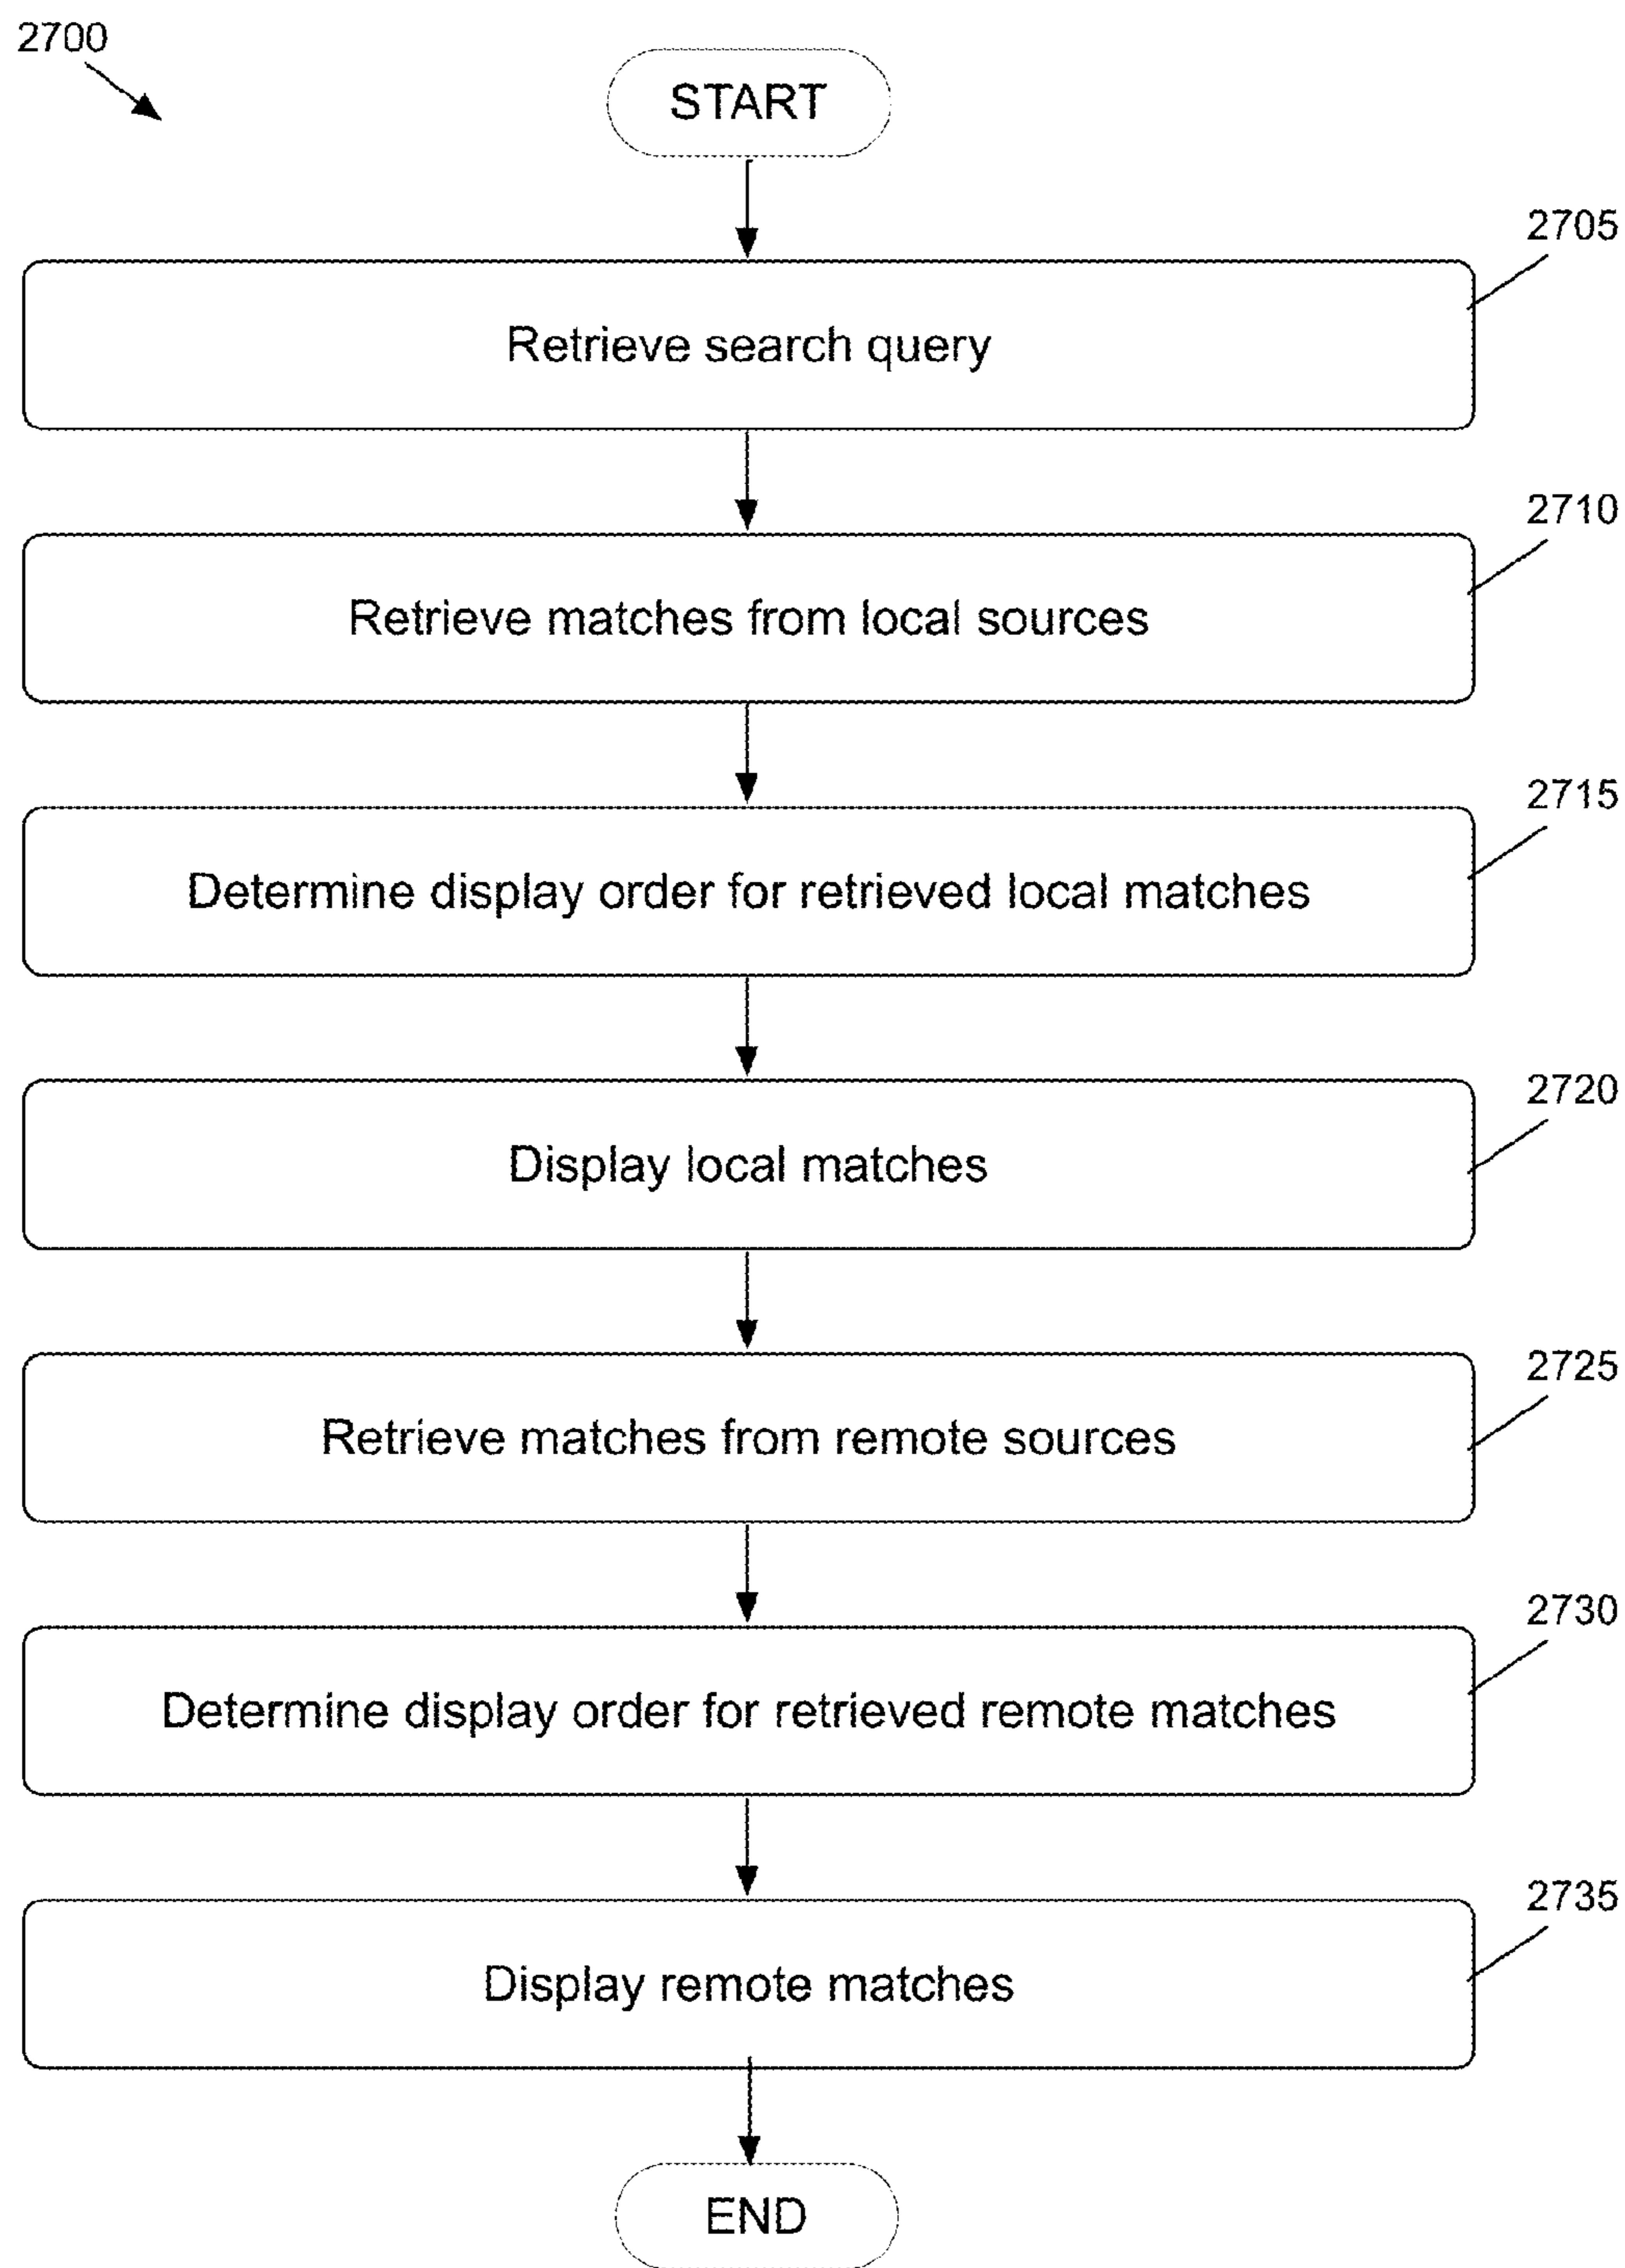 2700
START
2705
Retrieve search query
2710
Retrieve matches from local sources
2715
Determine display order for retrieved local matches
2720
Display local matches
2725
Retrieve matches from remote sources
2730
Determine display order for retrieved remote matches
2735
Display remote matches
END